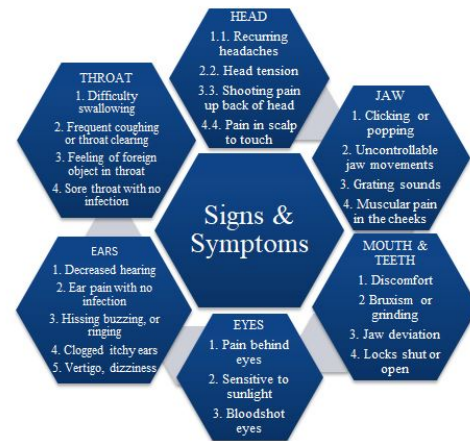 HEAD
1.1. Recurring
headaches
2.2. Head tension
3.3. Shooting pain
up back of head
4.4. Pain in scalp
to touch
JAW
1. Clicking or
popping
2. Uncontrollable
jaw movements
3. Grating sounds
4. Muscular pain
in the cheeks
MOUTH &
TEETH
1. Discomfort
2 Bruxism or
grinding
3. Jaw deviation
4. Locks shut or
open
EYES
1. Pain behind
eyes
2. Sensitive to
sunlight
3. Bloodshot
eyes
EARS
1. Decreased hearing
2. Ear pain with no
infection
3. Hissing buzzing, or
ringing
4. Clogged itchy ears
5. Vertigo, dizziness
THROAT
1. Difficulty
swallowing
2. Frequent coughing
or throat clearing
3. Feeling of foreign
object in throat
4. Sore throat with no
infection
Signs &
Symptoms